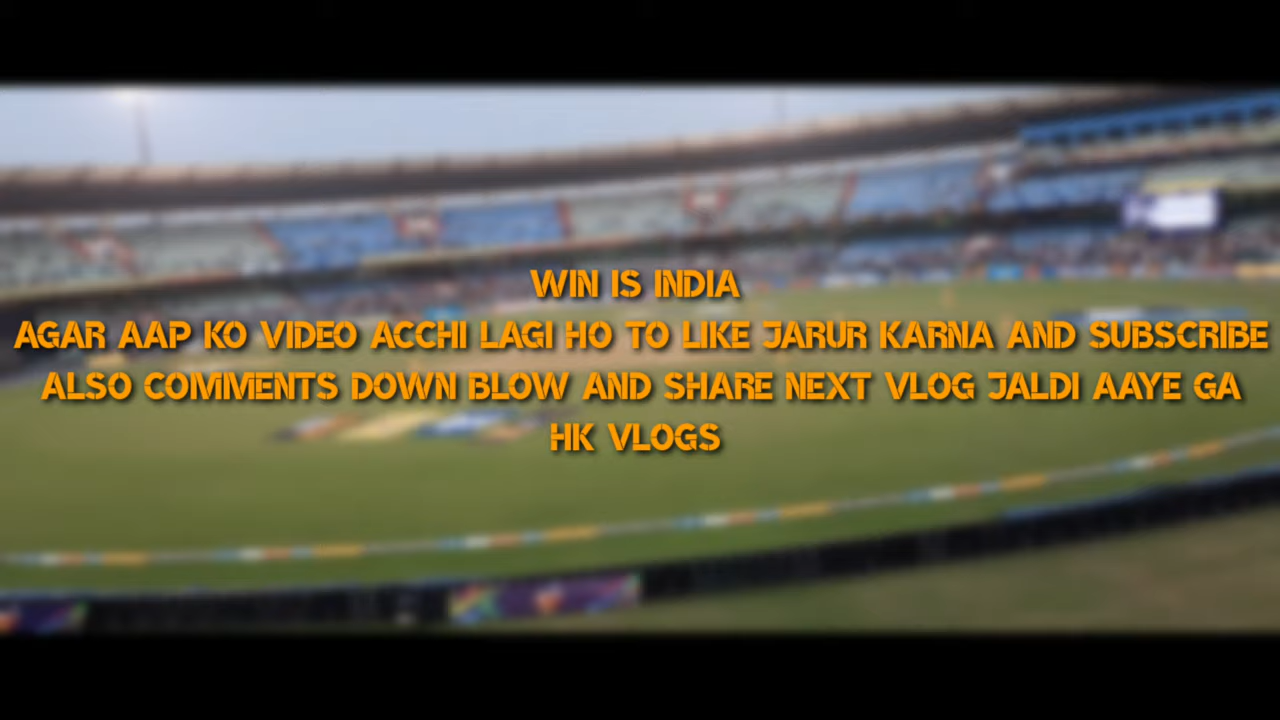 WIN IS INDIA
AGAR AAP KO VIDEO ACCHI LAGI HO TO LIKE JARUR KARNA AND SUBSCRIBE
ALSO COMMENTS DOWN BLOW AND SHARE NEXT VLOG JALDI AAYE GA
HK VLOGS